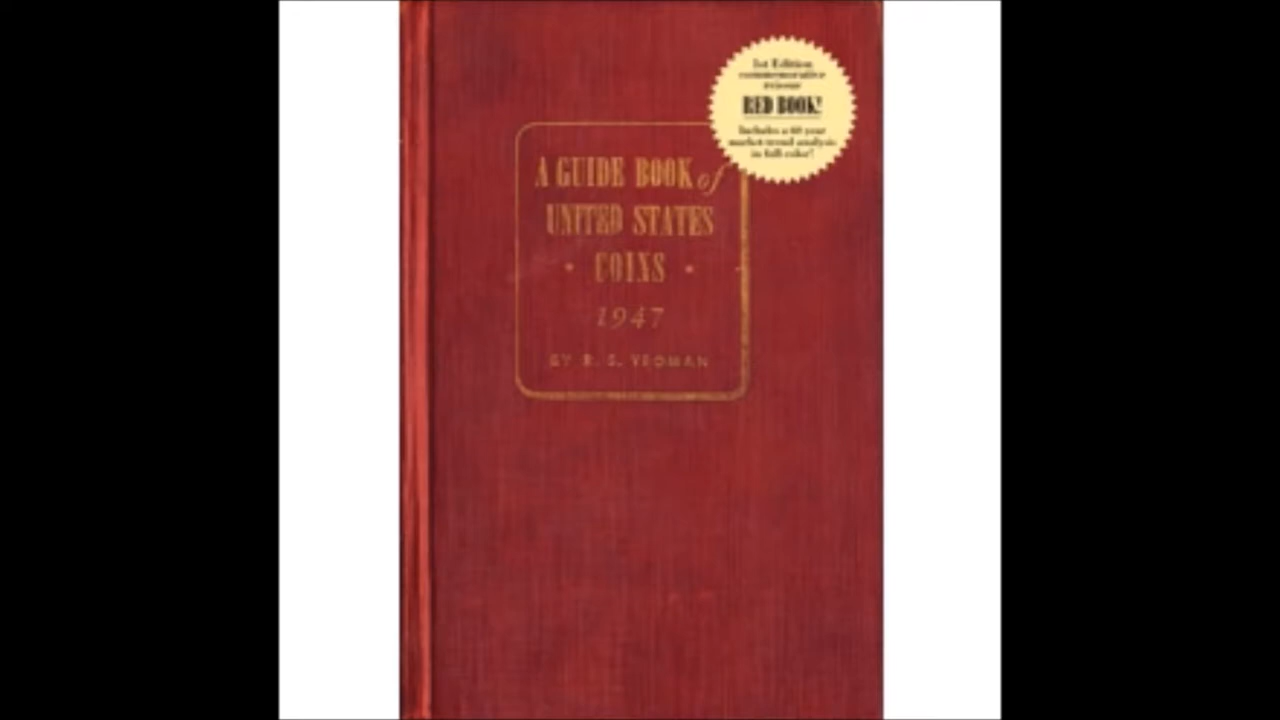 1st Edition
commemorative
reissue
RED BOOK!
Includes a 60 year
market-trend analysis
in full color!
A GUIDE BOOK of
UNITED STATES
• COINS •
1947
BY R. S. YEOMAN